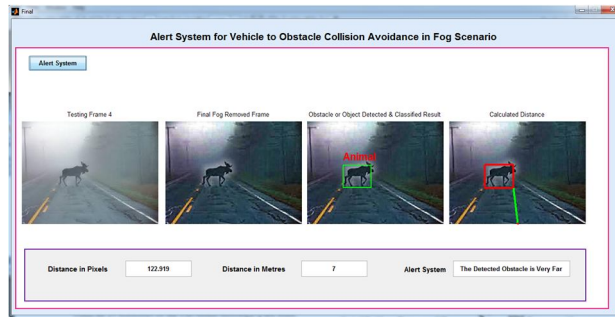 Final
Alert System for Vehicle to Obstacle Collision Avoidance in Fog Scenario
Alert System
Testing Frame 4
Final Fog Removed Frame
Obstacle or Object Detected & Classified Result
Calculated Distance
Animal
Distance in Pixels
122.919
Distance in Metres
7
Alert System
The Detected Obstacle is Very Far